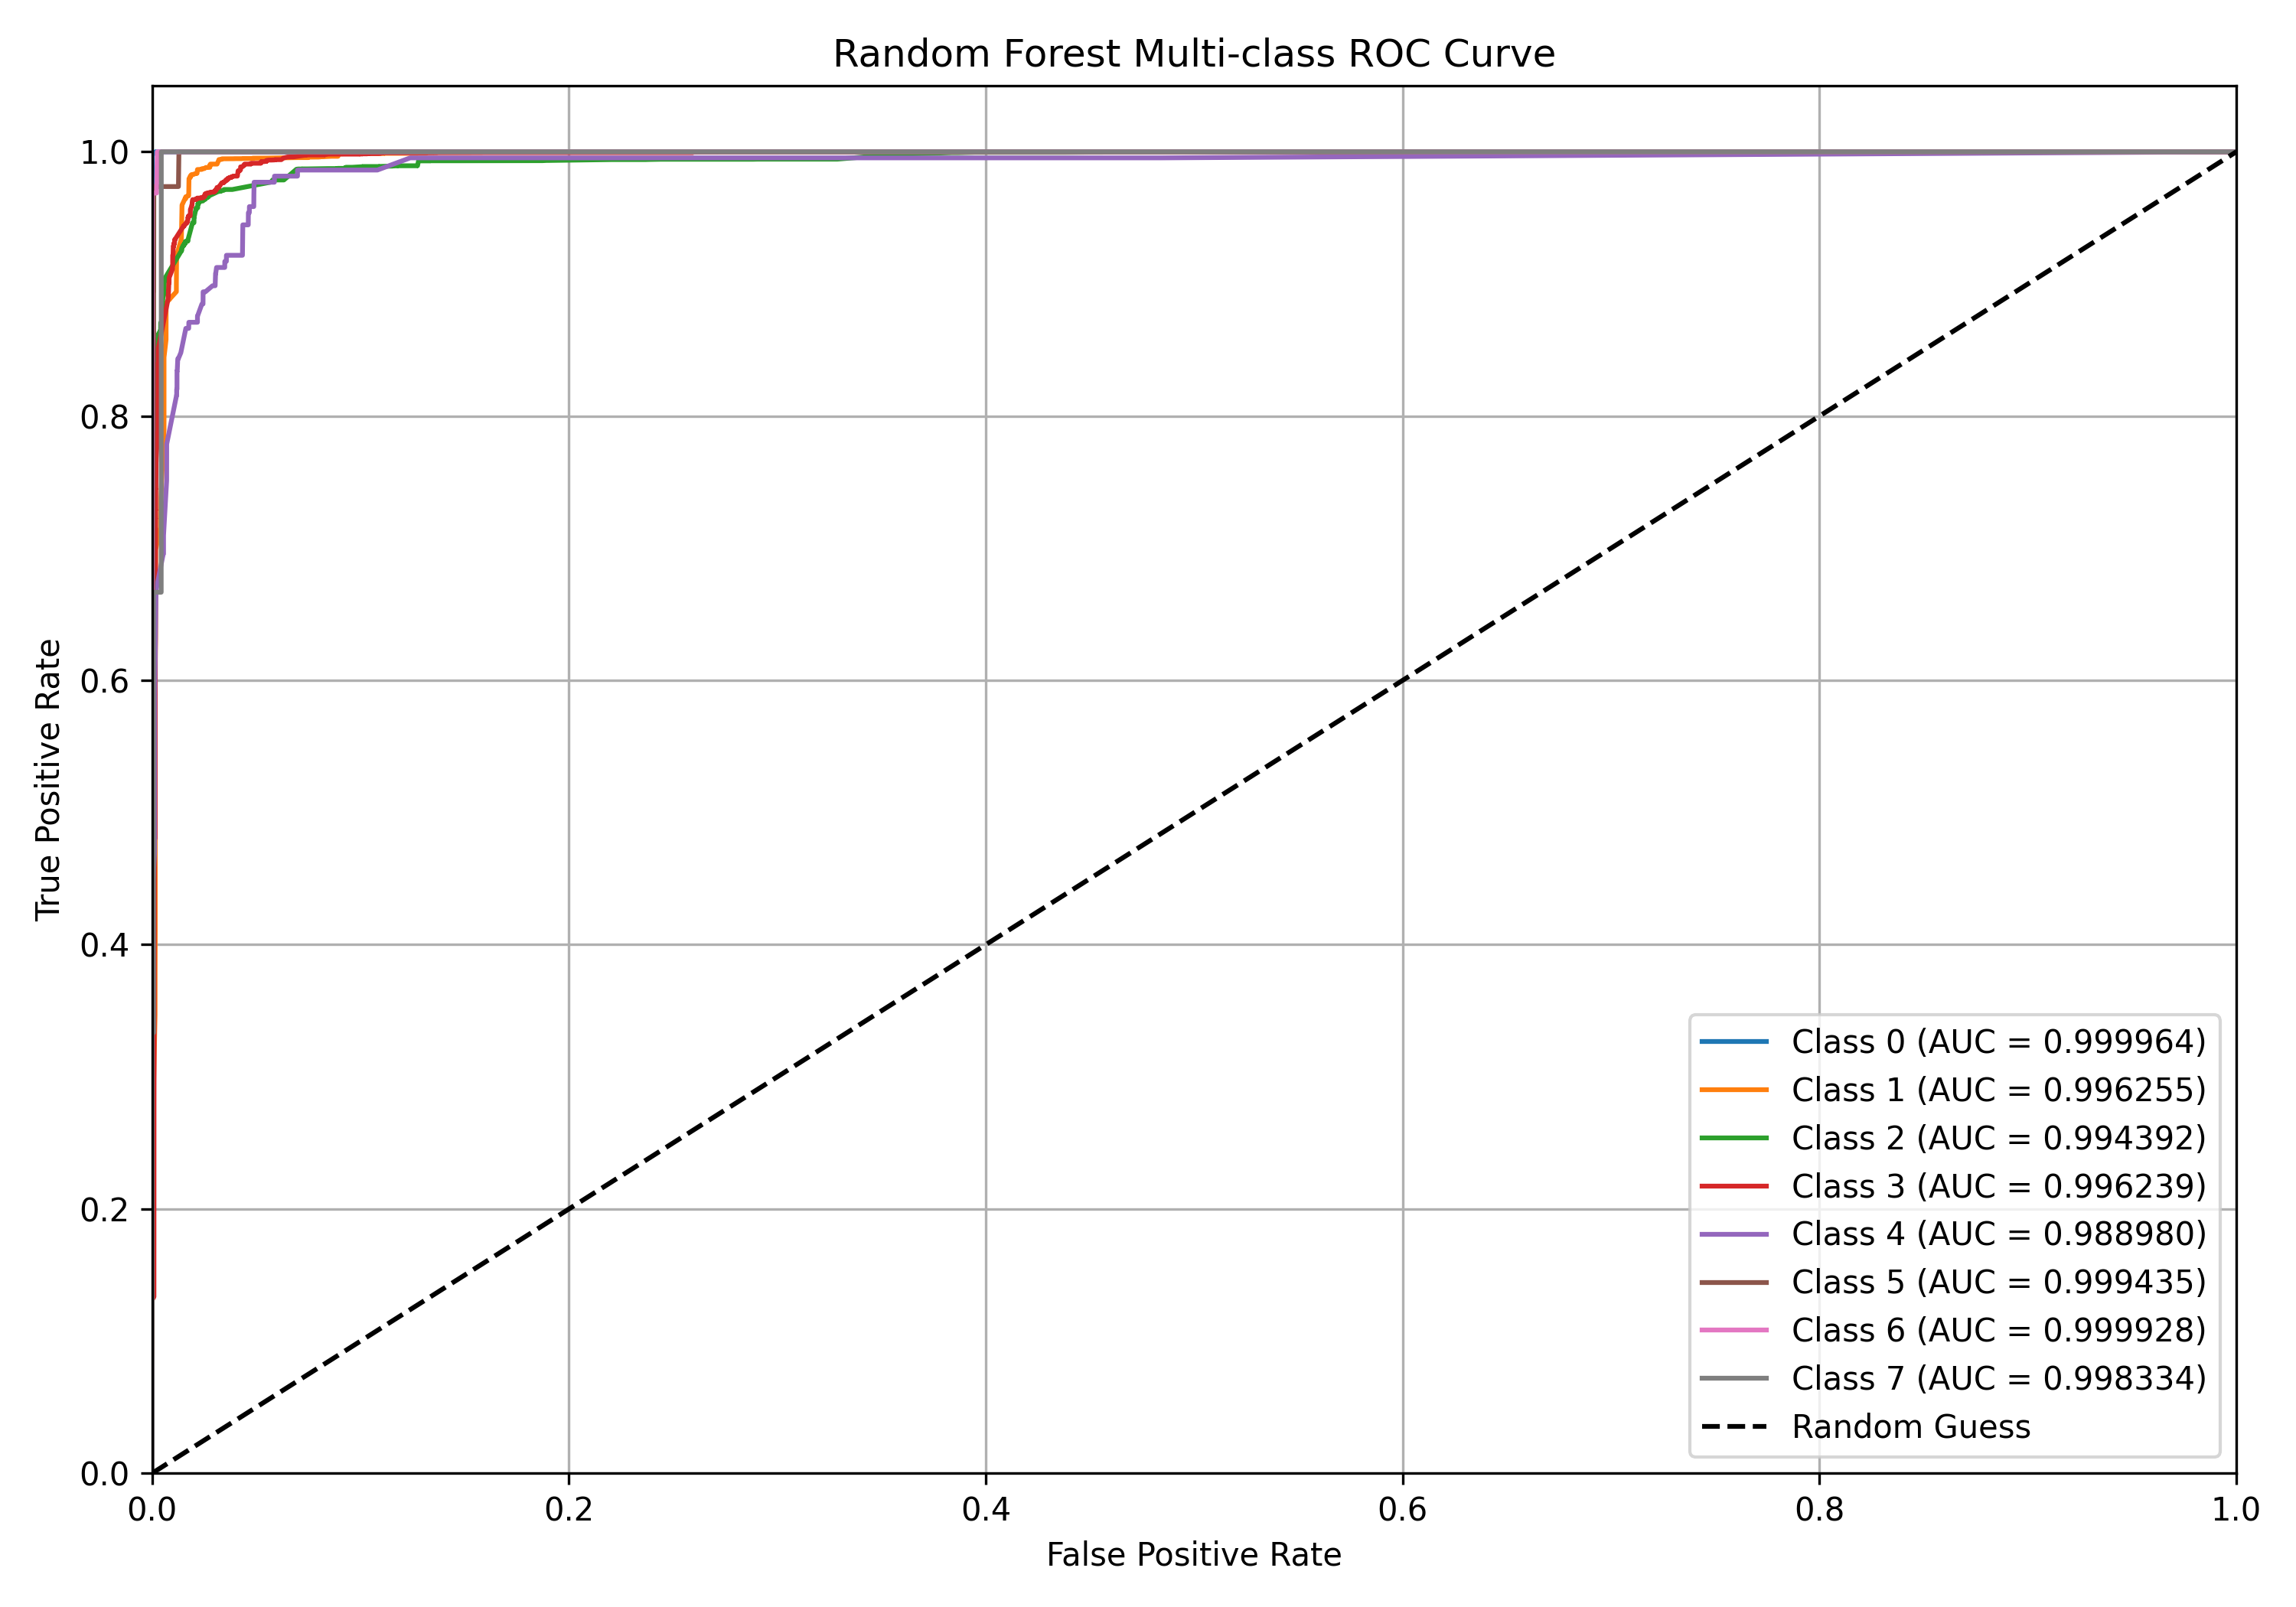 Random Forest Multi-class ROC Curve
True Positive Rate
1.0
0.8
0.6
0.4
0.2
0.0
0.0 0.2 0.4 0.6 0.8 1.0
False Positive Rate
Class 0 (AUC = 0.999964)
Class 1 (AUC = 0.996255)
Class 2 (AUC = 0.994392)
Class 3 (AUC = 0.996239)
Class 4 (AUC = 0.988980)
Class 5 (AUC = 0.999435)
Class 6 (AUC = 0.999928)
Class 7 (AUC = 0.998334)
Random Guess